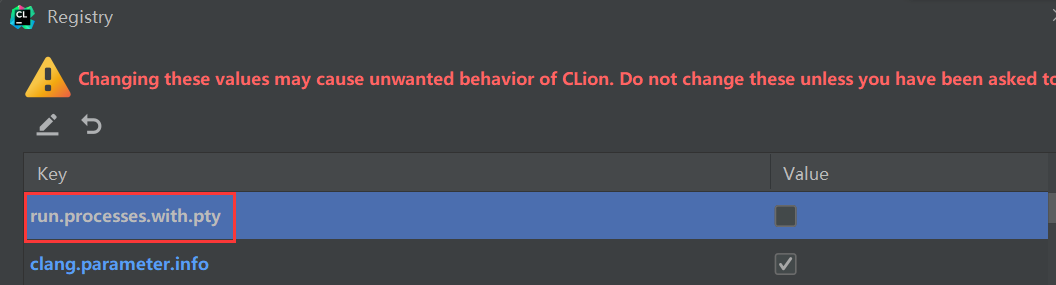 CL
Registry
Changing these values may cause unwanted behavior of CLion. Do not change these unless you have been asked to
Key Value
run.processes.with.pty
clang.parameter.info